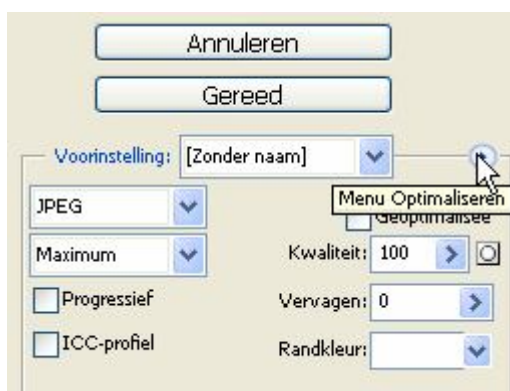 Annuleren
Gereed
Voorinstelling: [Zonder naam]
JPEG
Menu Optimaliseren
Maximum
Kwaliteit: 100
Progressief
Vervagen: 0
ICC-profiel
Randkleur: